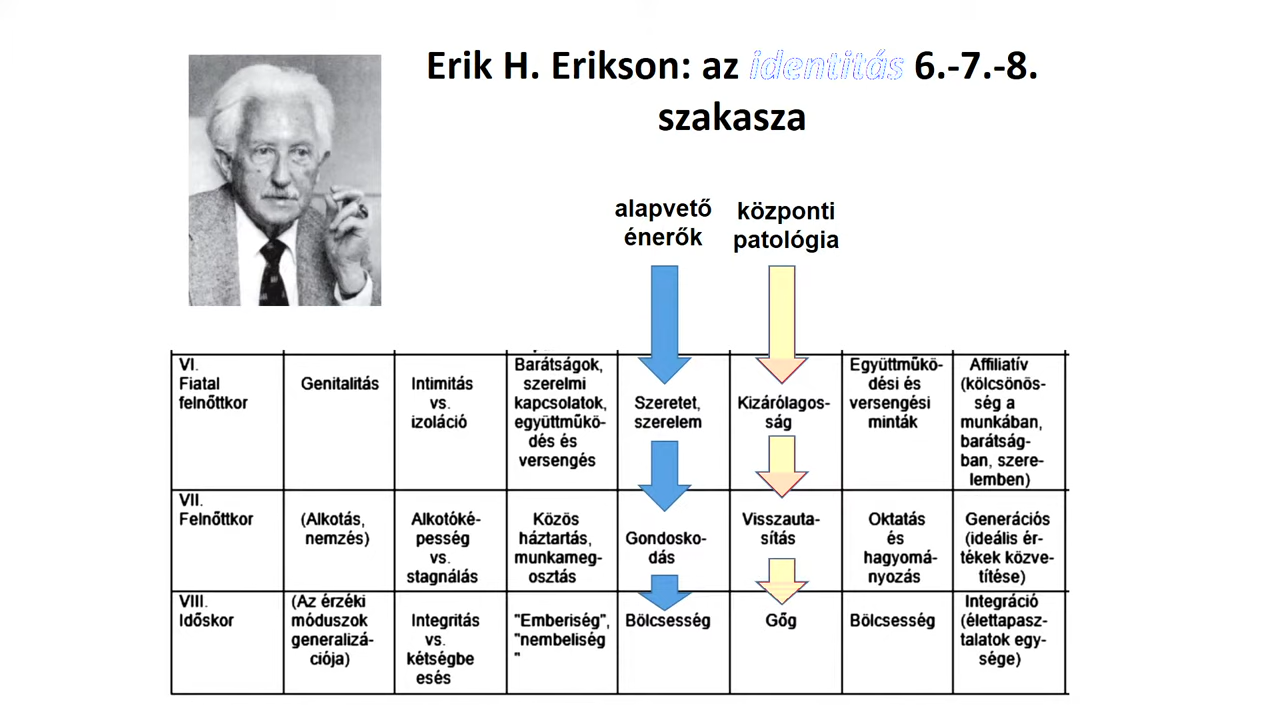 Erik H. Erikson: az identitás 6.-7.-8.
szakasza
alapvető
énerők
központi
patológia
VI.
Fiatal
felnőttkor
Genitalitás
Intimitás
vs.
izoláció
Barátságok,
szerelmi
kapcsolatok,
együttműkö-
dés és
versengés
Szeretet,
szerelem
Kizárólagos-
ság
Együttműkö-
dési és
versengési
minták
Affiliatív
(kölcsönös-
ség a
munkában,
barátság-
ban, szere-
lemben)
VII.
Felnőttkor
(Alkotás,
nemzés)
Alkotóké-
pesség
vs.
stagnálás
Közös
háztartás,
munkameg-
osztás
Gondosko-
dás
Visszauta-
sítás
Oktatás
és
hagyomá-
nyozás
Generációs
(ideális ér-
tékek közve-
títése)
VIII.
Időskor
(Az érzéki
móduszok
generalizá-
ciója)
Integritás
vs.
kétségbe
esés
"Emberiség",
"nembeliség
"
Bölcsesség
Gőg
Bölcsesség
Integráció
(élettapasz-
talatok egy-
sége)